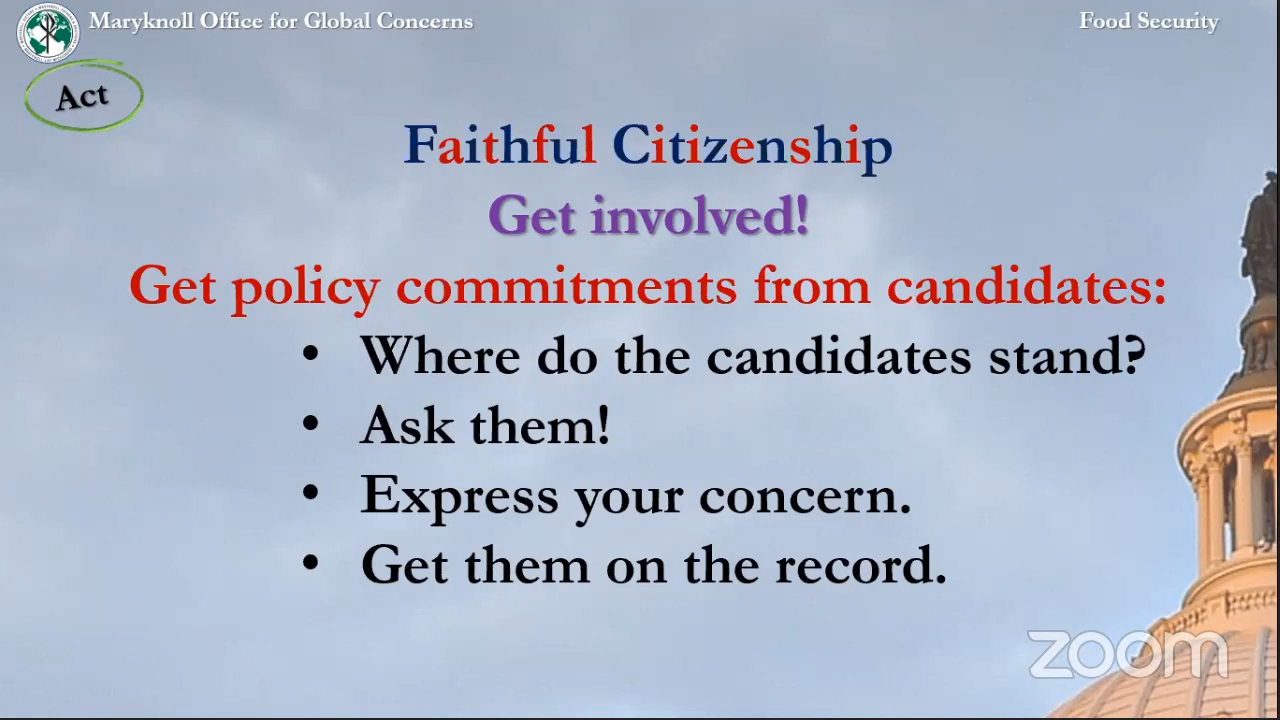 Maryknoll Office for Global Concerns
Food Security
Act
Faithful Citizenship
Get involved!
Get policy commitments from candidates:
• Where do the candidates stand?
• Ask them!
• Express your concern.
• Get them on the record.
zoom